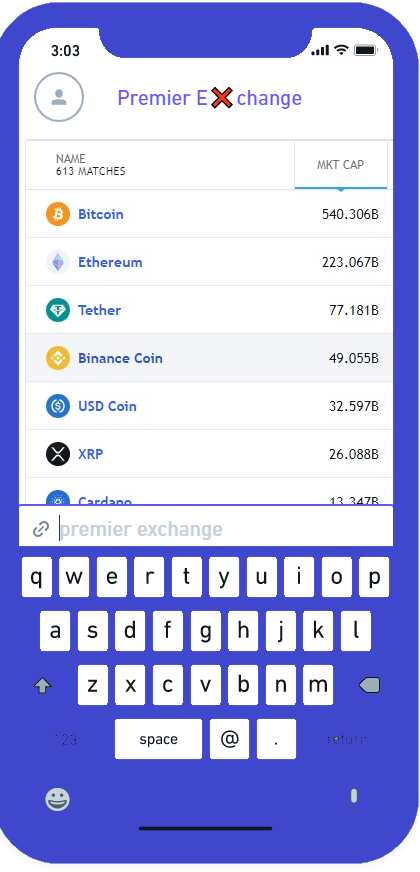 3:03
Premier E❌change
NAME
613 MATCHES
MKT CAP
Bitcoin 540.306B
Ethereum 223.067B
Tether 77.181B
Binance Coin 49.055B
USD Coin 32.597B
XRP 26.088B
Cardano 13.347B
premier exchange
q w e r t y u i o p
a s d f g h j k l
z x c v b n m
123 space @ . return